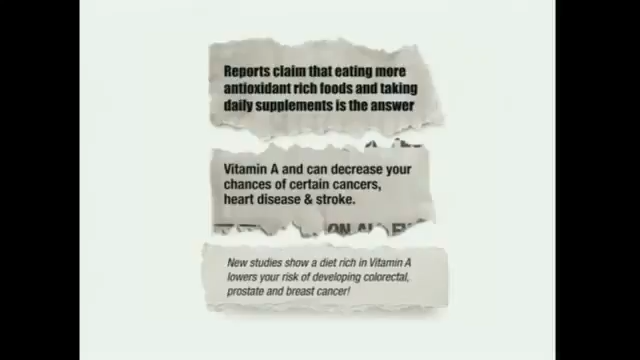 Reports claim that eating more
antioxidant rich foods and taking
daily supplements is the answer
Vitamin A and can decrease your
chances of certain cancers,
heart disease & stroke.
New studies show a diet rich in Vitamin A
lowers your risk of developing colorectal,
prostate and breast cancer!